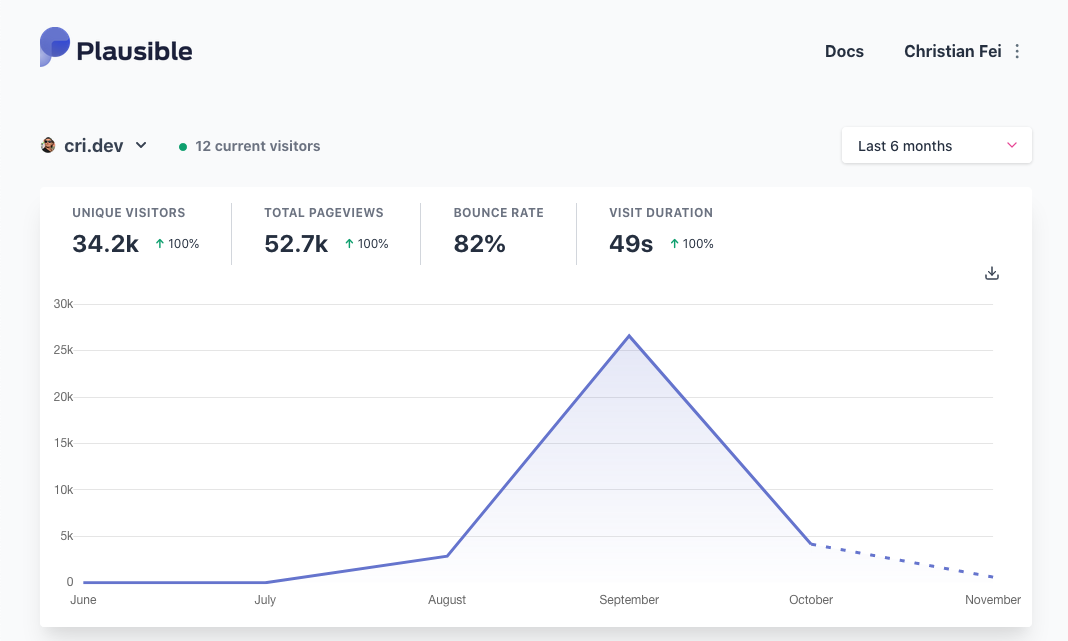 Plausible
Docs
Christian Fei
cri.dev
12 current visitors
Last 6 months
UNIQUE VISITORS
34.2k ↑ 100%
TOTAL PAGEVIEWS
52.7k ↑ 100%
BOUNCE RATE
82%
VISIT DURATION
49s ↑ 100%
30k
25k
20k
15k
10k
5k
0
June July August September October November